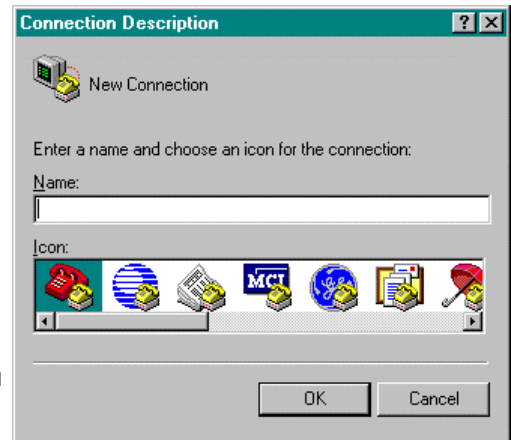 Connection Description
New Connection
Enter a name and choose an icon for the connection:
Name:
Icon:
MCI
OK
Cancel